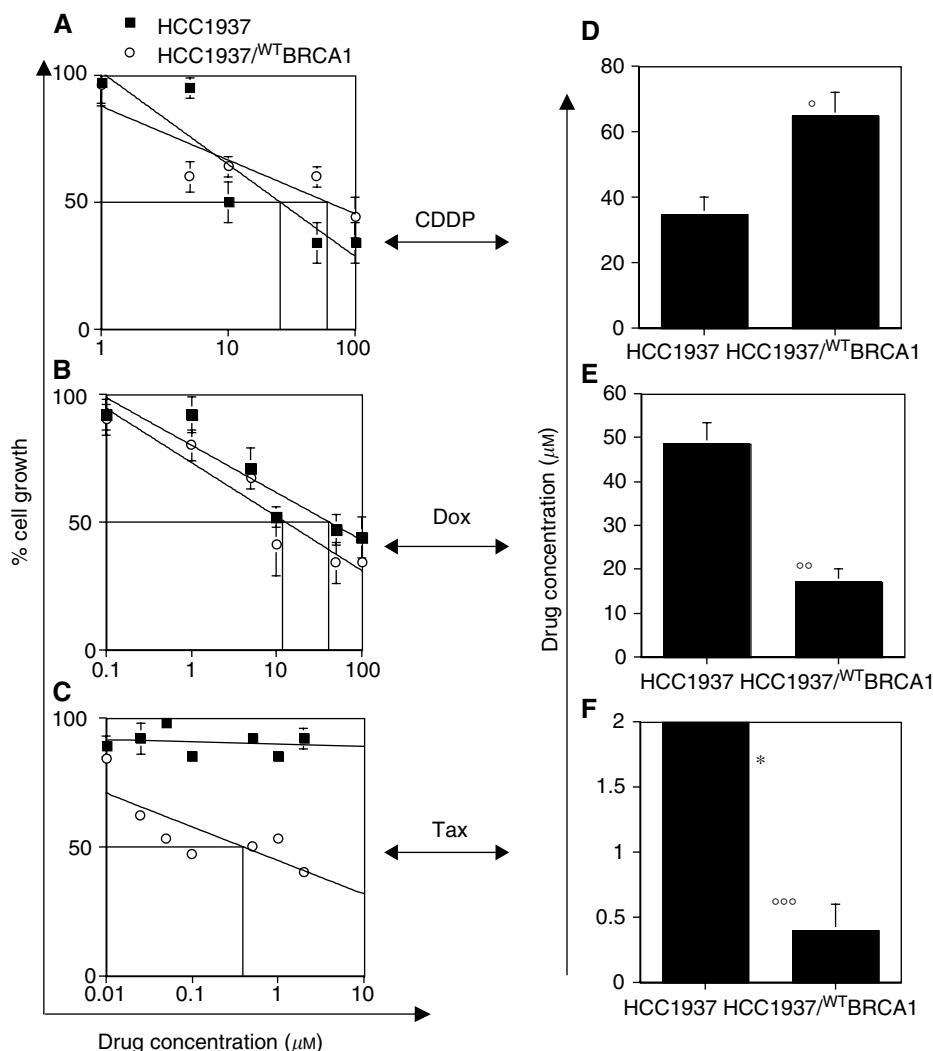 A
■ HCC1937
○ HCC1937/WTBRCA1
100
50
0
1 10 100
CDDP
B
100
50
0
0.1 1 10 100
Dox
C
100
50
0
0.01 0.1 1 10
Tax
% cell growth
Drug concentration (μM)
D
80
60
40
20
0
HCC1937 HCC1937/WTBRCA1
E
60
50
40
30
20
10
0
HCC1937 HCC1937/WTBRCA1
F
2
1.5
1
0.5
0
*
HCC1937 HCC1937/WTBRCA1
Drug concentration (μM)